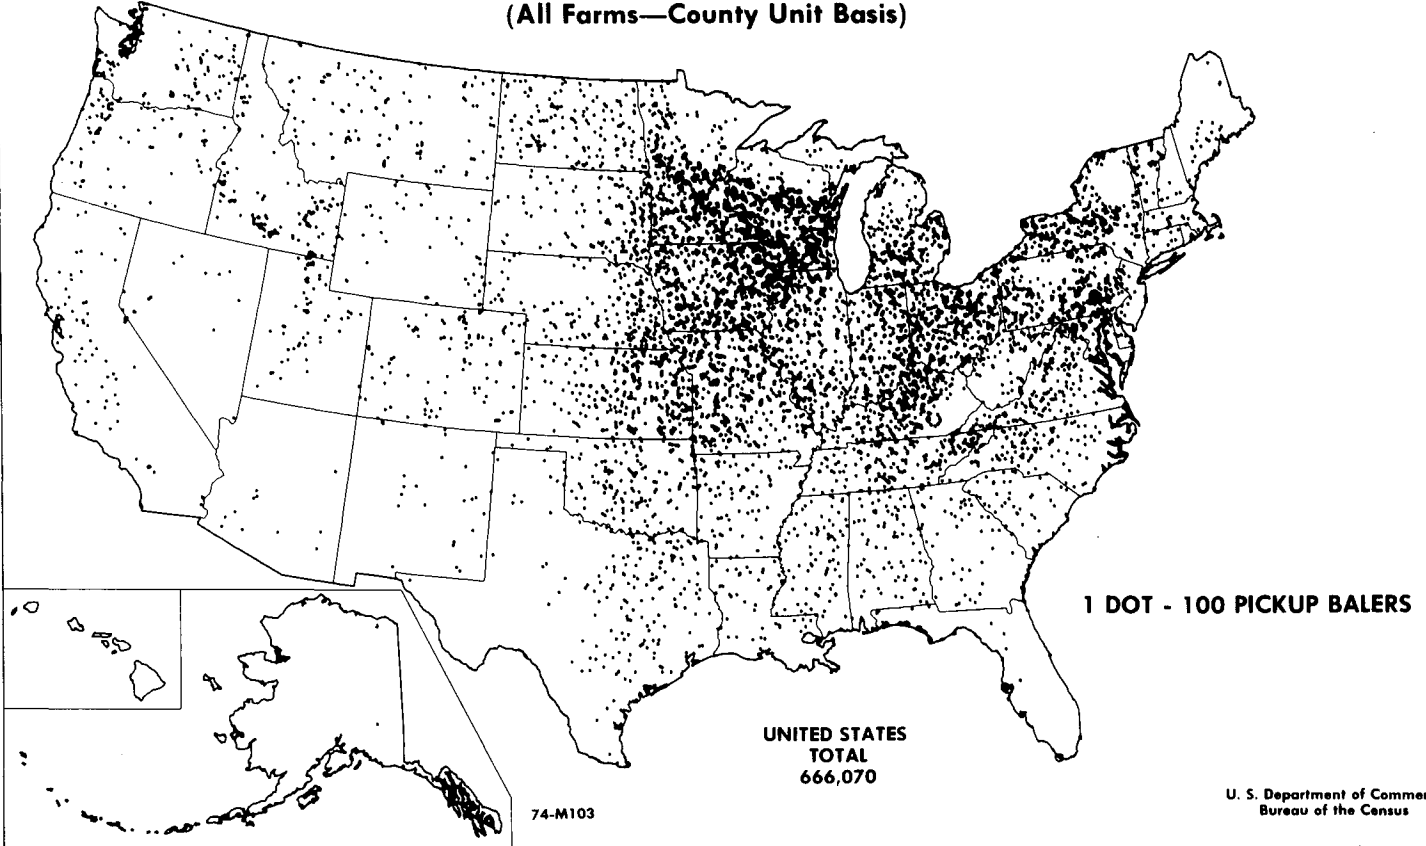 (All Farms—County Unit Basis)
1 DOT - 100 PICKUP BALERS
UNITED STATES
TOTAL
666,070
74-M103
U. S. Department of Commer
Bureau of the Census